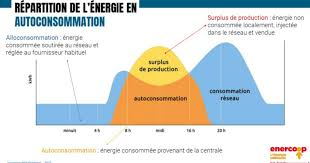 RÉPARTITION DE L'ÉNERGIE EN
AUTOCONSOMMATION
Surplus de production : énergie non
consommée localement, injectée
dans le réseau et vendue
Alloconsommation : énergie
consommée soutirée au réseau et
réglée au fournisseur habituel
surplus
de production
kWh
autoconsommation
consommation
réseau
minuit
4 h
8 h
midi
16 h
20 h
Autoconsommation : énergie consommée provenant de la centrale
enercoop